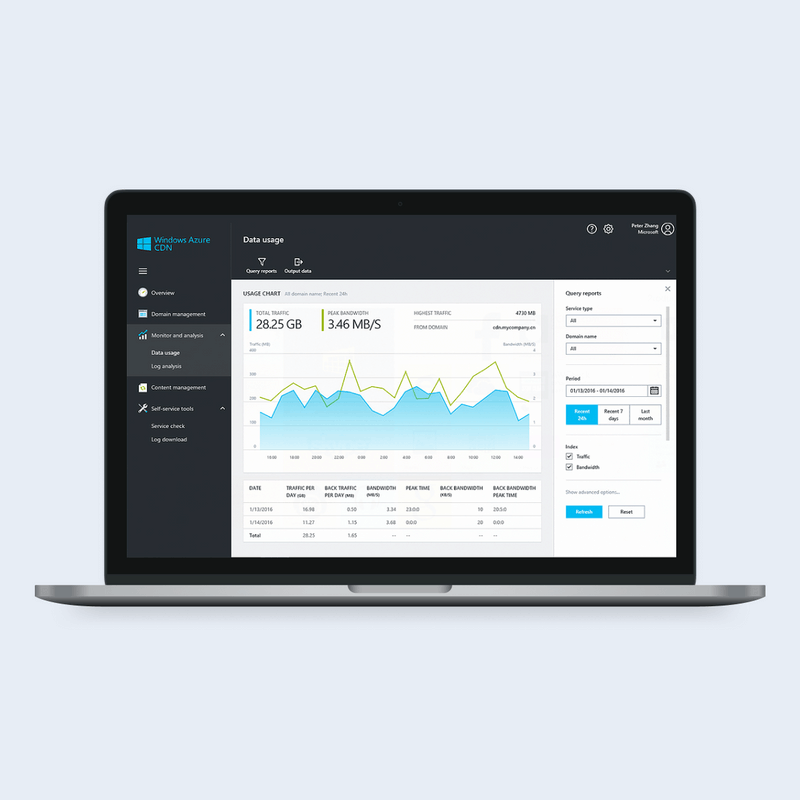 Windows Azure
CDN
Data usage
Peter Zhang
Microsoft
Query reports
Output data
Overview
Domain management
Monitor and analysis
Data usage
Log analysis
Content management
Self-service tools
Service check
Log download
USAGE CHART All domain name: Recent 24h
TOTAL TRAFFIC
28.25 GB
PEAK BANDWIDTH
3.46 MB/S
HIGHEST TRAFFIC 4730 MB
FROM DOMAIN cdn.mycompany.cn
Traffic (MB) Bandwidth (MB/S)
4
3
2
1
0
14:00 16:00 20:00 22:00 0:00 2:00 4:00 6:00 8:00 10:00 12:00 14:00
DATE TRAFFIC PER DAY (GB) BACK TRAFFIC PER DAY (MB) BANDWIDTH (MB/S) PEAK TIME BACK BANDWIDTH (KB/S) BACK BANDWIDTH PEAK TIME
1/13/2016 16.98 0.50 3.34 23:0:0 18 20:5:0
1/14/2016 11.27 1.15 3.68 0:0:0 20 0:0:0
Total 28.25 1.65 -- -- -- --
Query reports
Service type
All
Domain name
All
Period
01/13/2016 - 01/14/2016
Recent 24h
Recent 7 days
Last month
Index
Traffic
Bandwidth
Show advanced options...
Refresh
Reset